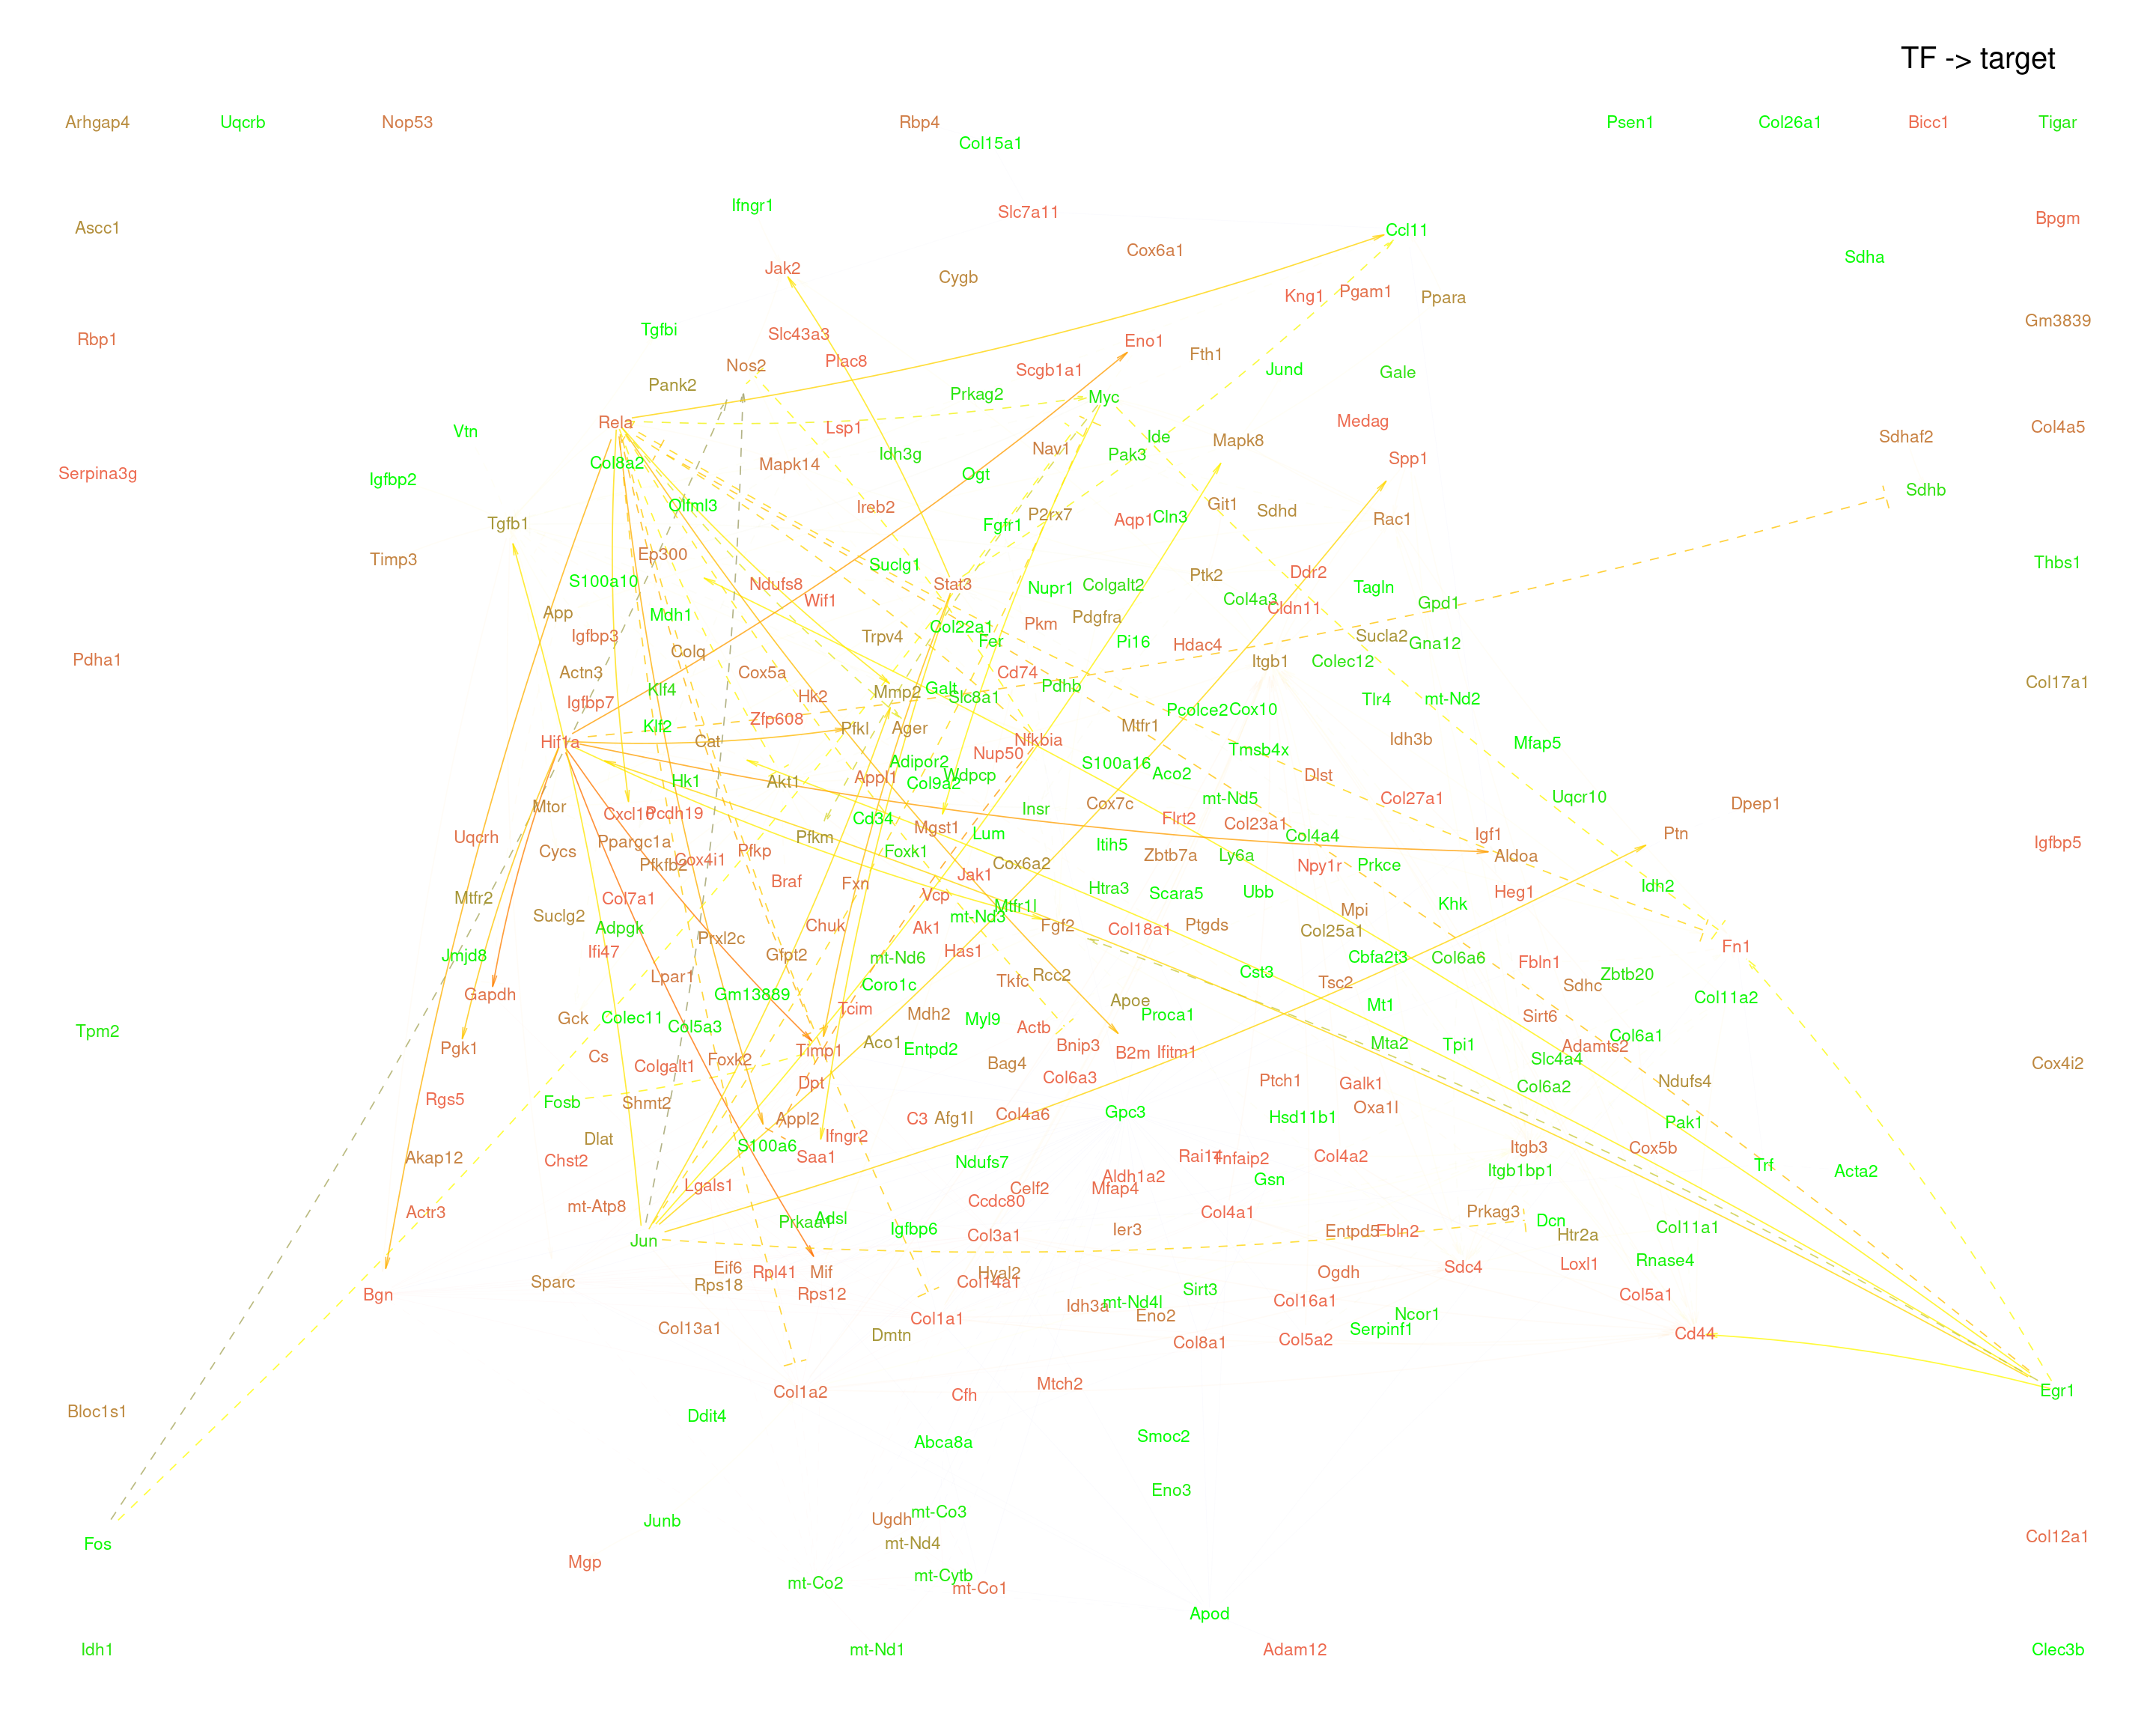 TF -> target
Arhgap4 Uqcrb Nop53 Rbp4 Psen1 Col26a1 Bicc1 Tigar
Col15a1
Ifngr1 Slc7a11 Bpgm
Ascc1 Ccl11
Cox6a1 Sdha
Jak2 Cygb
Kng1 Pgam1 Ppara
Gm3839
Tgfbi Slc43a3 Rbp1 Eno1
Plac8 Fth1
Nos2 Scgb1a1 Jund Gale
Pank2 Prkag2 Myc
Rela Lsp1 Medag Col4a5
Vtn Ide Mapk8 Sdhaf2
Nav1 Pak3 Idh3g
Col8a2 Mapk14 Spp1
Serpina3g Igfbp2 Ogt Sdhb
Olfml3 Ireb2 Git1 Sdhd
Tgfb1 Fgfr1 P2rx7 Aqp1 Cln3 Rac1
Timp3 Ep300 Suclg1 Thbs1
S100a10 Ndufs8 Stat3 Nupr1 Colgalt2 Ptk2 Ddr2 Tagln
Wif1 Col4a3 Cldn11 Gpd1
App Mdh1 Pdgfra
Igfbp3 Trpv4 Col22a1 Fer Pkm Pi16 Hdac4 Sucla2 Gna12
Pdha1 Colq Itgb1 Colec12
Actn3 Cox5a Cd74 Col17a1
Igfbp7 Klf4 Hk2 Mmp2 Galt Slc8a1 Pdhb Tlr4 mt-Nd2
Klf2 Zfp608 Pfkl Ager Pcolce2 Cox10 Mtfr1
Hif1a Cat Nfkbia Nup50 Tmsb4x Idh3b Mfap5
Hk1 Akt1 Appl1 Adipor2 Wdpcp Col9a2 S100a16 Aco2 Dlst
Mtor Cxcl10 Pcdh19 Cd34 Insr Cox7c mt-Nd5 Col27a1 Uqcr10 Dpep1
Uqcrh Ppargc1a Pfkm Mgst1 Lum Flrt2 Col23a1 Col4a4 Igf1 Ptn
Cycs Pfkfb2 Cox4i1 Pfkp Foxk1 Cox6a2 Itih5 Zbtb7a Ly6a Npy1r Prkce Aldoa Igfbp5
Mtfr2 Col7a1 Braf Fxn Jak1 Vcp Htra3 Scara5 Ubb Heg1 Idh2
Suclg2 Adpgk Chuk mt-Nd3 Mtfr1l Fgf2 Ptgds Mpi Khk
Ifi47 Prxl2c Ak1 Col18a1 Col25a1
Jmjd8 Gfpt2 mt-Nd6 Has1 Cbfa2t3 Col6a6 Fbln1 Fn1
Gapdh Lpar1 Gm13889 Coro1c Tkfc Rcc2 Cst3 Tsc2 Sdhc Zbtb20 Col11a2
Gck Colec11 Col5a3 Tcim Mdh2 Myl9 Actb Apoe Proca1 Mt1 Sirt6
Tpm2 Pgk1 Cs Colgalt1 Foxk2 Timp1 Aco1 Entpd2 Bnip3 B2m Ifitm1 Mta2 Tpi1 Slc4a4 Adamts2 Col6a1
Bag4 Cox4i2
Rgs5 Fosb Shmt2 Dpt Col6a3 Ptch1 Galk1 Col6a2 Ndufs4
Appl2 C3 Afg1l Col4a6 Gpc3 Hsd11b1 Oxa1l Pak1
Dlat S100a6 Ifngr2
Akap12 Chst2 Saa1 Ndufs7 Rai14 Tnfaip2 Col4a2 Itgb3 Cox5b
Lgals1 Celf2 Aldh1a2 Mfap4 Gsn Itgb1bp1 Trf Acta2
Actr3 mt-Atp8 Ccdc80 Col4a1 Prkag3
Jun Prkaa1 Adsl Igfbp6 Col3a1 Ier3 Entpd5 Fbln2 Dcn Htr2a Col11a1
Sparc Eif6 Rps18 Rpl41 Mif Hyal2 Col14a1 Ogdh Sdc4 Loxl1 Rnase4
Bgn Rps12 Idh3a mt-Nd4l Sirt3 Col16a1 Col5a1
Col13a1 Dmtn Col1a1 Eno2 Col8a1 Col5a2 Serpinf1 Ncor1 Cd44
Col1a2 Cfh Mtch2 Egr1
Bloc1s1 Ddit4
Abca8a Smoc2
Eno3
Fos Junb Ugdh mt-Co3 mt-Nd4 Col12a1
Mgp mt-Co2 mt-Cytb mt-Co1
Apod
Idh1 mt-Nd1 Adam12 Clec3b